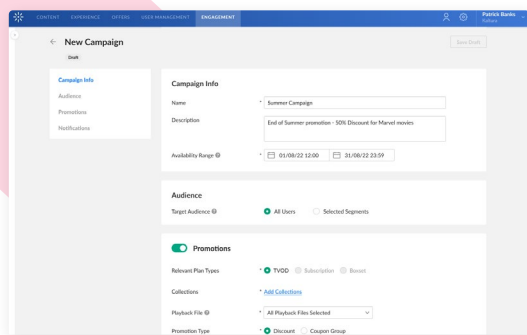 CONTENT EXPERIENCE OFFERS USER MANAGEMENT ENGAGEMENT
Patrick Banks
Kaltura
← New Campaign
Save Draft
Draft
Campaign Info
Audience
Promotions
Notifications
Campaign Info
Name * Summer Campaign
Description End of Summer promotion - 50% Discount for Marvel movies
Availability Range * 01/08/22 12:00 31/08/22 23:59
Audience
Target Audience All Users Selected Segments
Promotions
Relevant Plan Types * TVOD Subscription Boxset
Collections * Add Collections
Playback File * All Playback Files Selected
Promotion Type * Discount Coupon Group